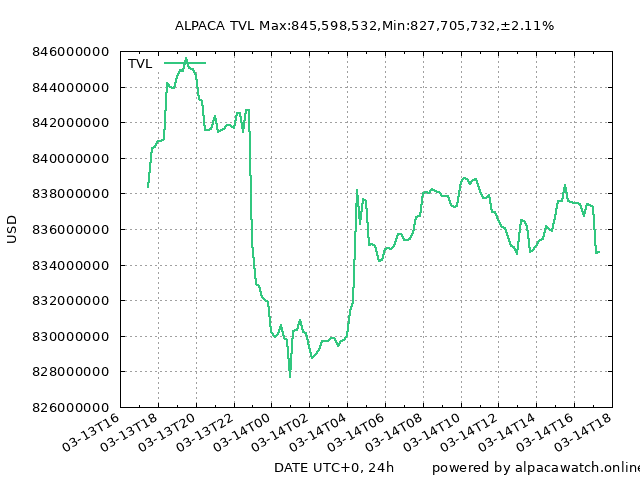 ALPACA TVL Max:845,598,532,Min:827,705,732,±2.11%
TVL
846000000
844000000
842000000
840000000
838000000
836000000
834000000
832000000
830000000
828000000
826000000
USD
03-13T16
03-13T18
03-13T20
03-13T22
03-14T00
03-14T02
03-14T04
03-14T06
03-14T08
03-14T10
03-14T12
03-14T14
03-14T16
03-14T18
DATE UTC+0, 24h
powered by alpacawatch.online